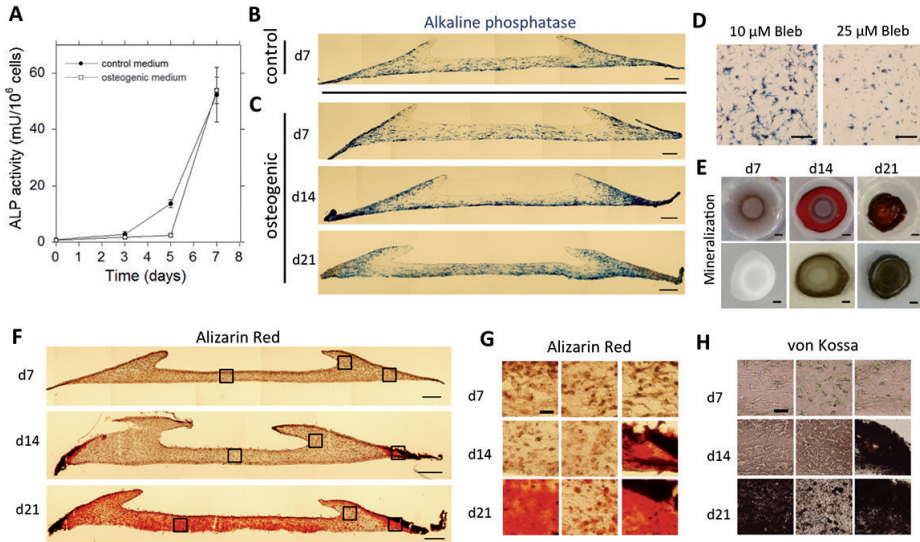 A
ALP activity (mU/10⁶ cells)
60
40
20
0
control medium
osteogenic medium
0 1 2 3 4 5 6 7 8
Time (days)
B
Alkaline phosphatase
control
d7
C
osteogenic
d7
d14
d21
D
10 µM Bleb
25 µM Bleb
E
d7
d14
d21
Mineralization
F
Alizarin Red
d7
d14
d21
G
Alizarin Red
d7
d14
d21
H
von Kossa
d7
d14
d21